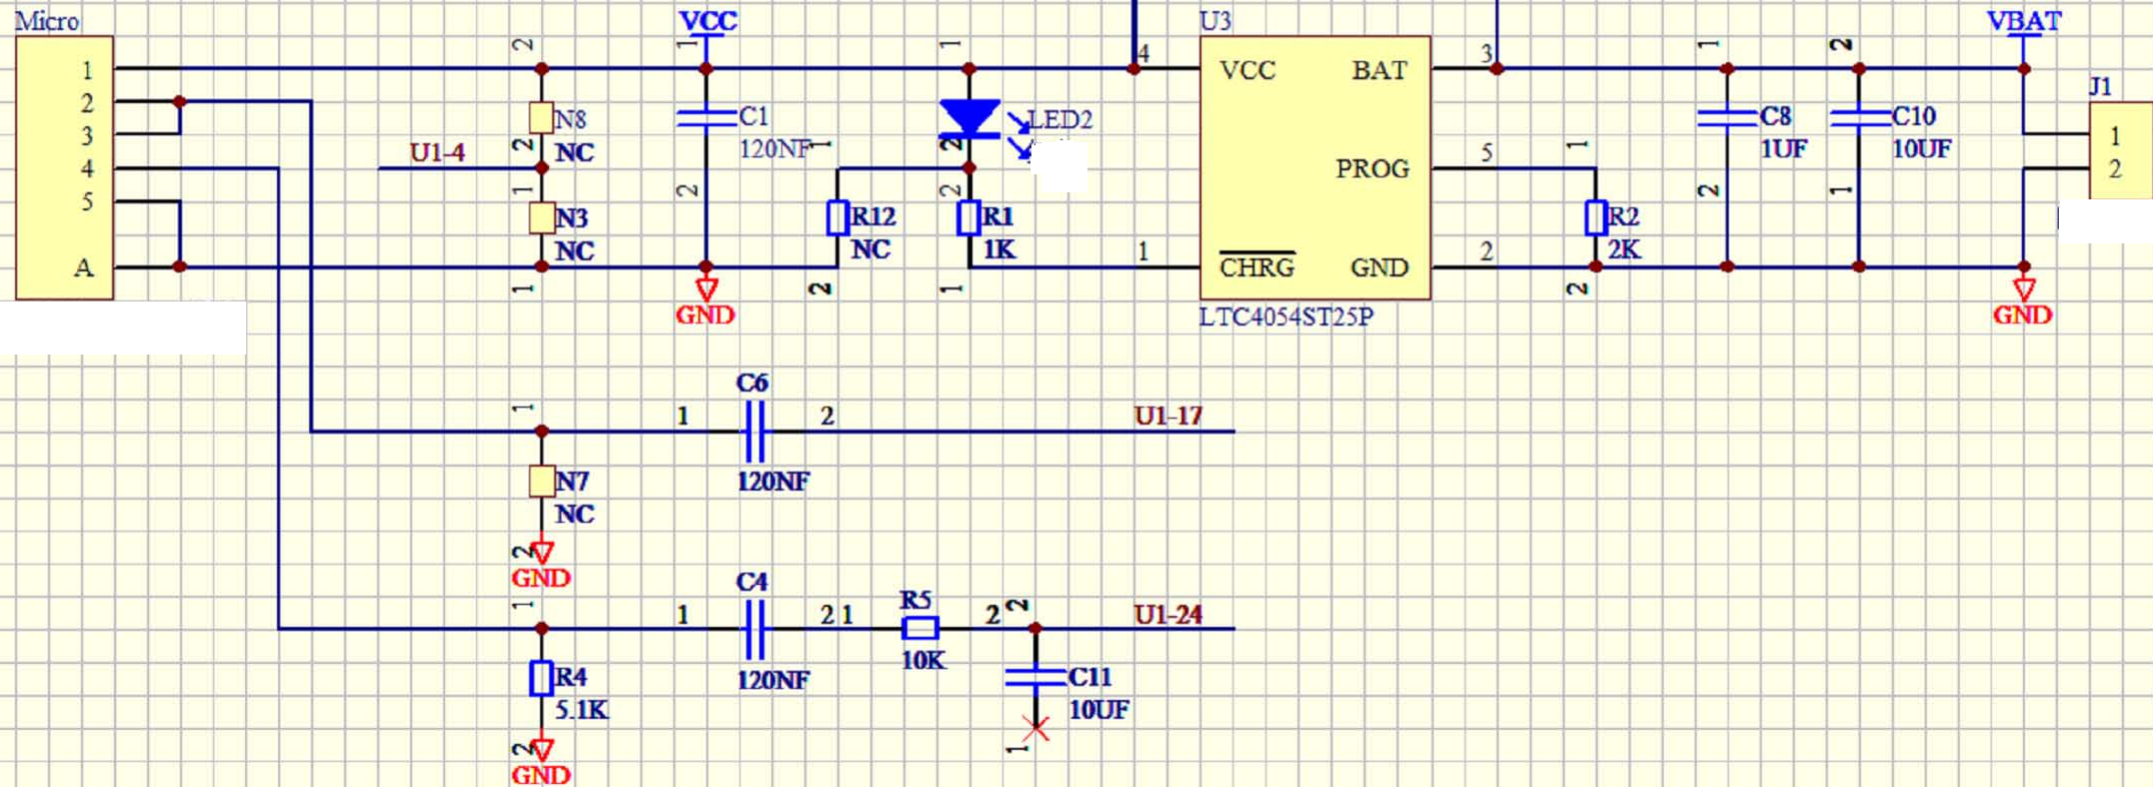 Micro
VCC
U3
VBAT
1
2
3
4
5
A
2
N8
NC
2
U1-4
1
N3
NC
1
1
C1
120NF
2
GND
1
LED2
2
1
R12
NC
2
2
R1
1K
1
4
VCC
BAT
3
PROG
5
1
CHRG
GND
2
LTC4054ST25P
1
R2
2K
2
1
C8
1UF
2
2
C10
10UF
1
J1
1
2
GND
C6
1
1
2
U1-17
120NF
N7
NC
2
GND
C4
1
1
2
1
R5
2
2
U1-24
120NF
10K
R4
5.1K
2
GND
C11
10UF
1